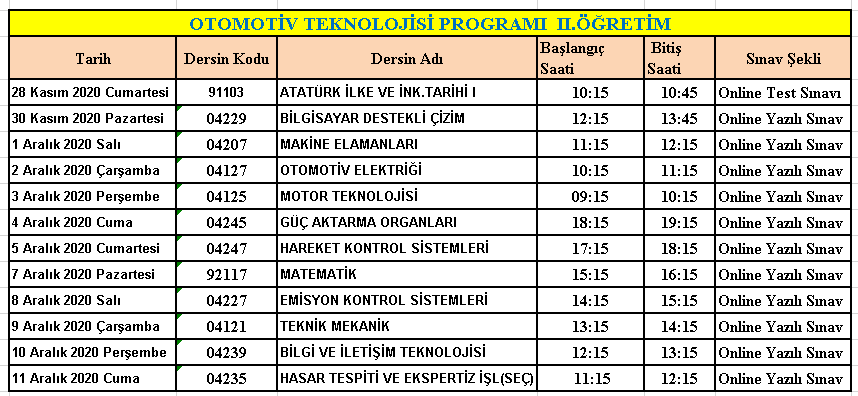 OTOMOTİV TEKNOLOJİSİ PROGRAMI II.ÖĞRETİM
Tarih Dersin Kodu Dersin Adı Başlangıç Saati Bitiş Saati Sınav Şekli
28 Kasım 2020 Cumartesi 91103 ATATÜRK İLKE VE İNK.TARİHİ I 10:15 10:45 Online Test Sınavı
30 Kasım 2020 Pazartesi 04229 BİLGİSAYAR DESTEKLİ ÇİZİM 12:15 13:45 Online Yazılı Sınav
1 Aralık 2020 Salı 04207 MAKİNE ELAMANLARI 11:15 12:15 Online Yazılı Sınav
2 Aralık 2020 Çarşamba 04127 OTOMOTİV ELEKTRİĞİ 10:15 11:15 Online Yazılı Sınav
3 Aralık 2020 Perşembe 04125 MOTOR TEKNOLOJİSİ 09:15 10:15 Online Yazılı Sınav
4 Aralık 2020 Cuma 04245 GÜÇ AKTARMA ORGANLARI 18:15 19:15 Online Yazılı Sınav
5 Aralık 2020 Cumartesi 04247 HAREKET KONTROL SİSTEMLERİ 17:15 18:15 Online Yazılı Sınav
7 Aralık 2020 Pazartesi 92117 MATEMATİK 15:15 16:15 Online Yazılı Sınav
8 Aralık 2020 Salı 04227 EMİSYON KONTROL SİSTEMLERİ 14:15 15:15 Online Yazılı Sınav
9 Aralık 2020 Çarşamba 04121 TEKNİK MEKANİK 13:15 14:15 Online Yazılı Sınav
10 Aralık 2020 Perşembe 04239 BİLGİ VE İLETİŞİM TEKNOLOJİSİ 12:15 13:15 Online Yazılı Sınav
11 Aralık 2020 Cuma 04235 HASAR TESPİTİ VE EKSPERTİZ İŞL(SEÇ) 11:15 12:15 Online Yazılı Sınav